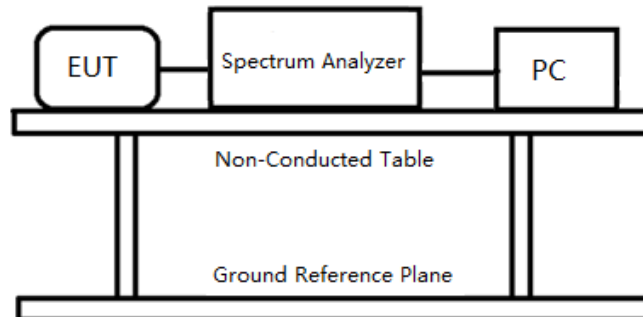 EUT
Spectrum Analyzer
PC
Non-Conducted Table
Ground Reference Plane